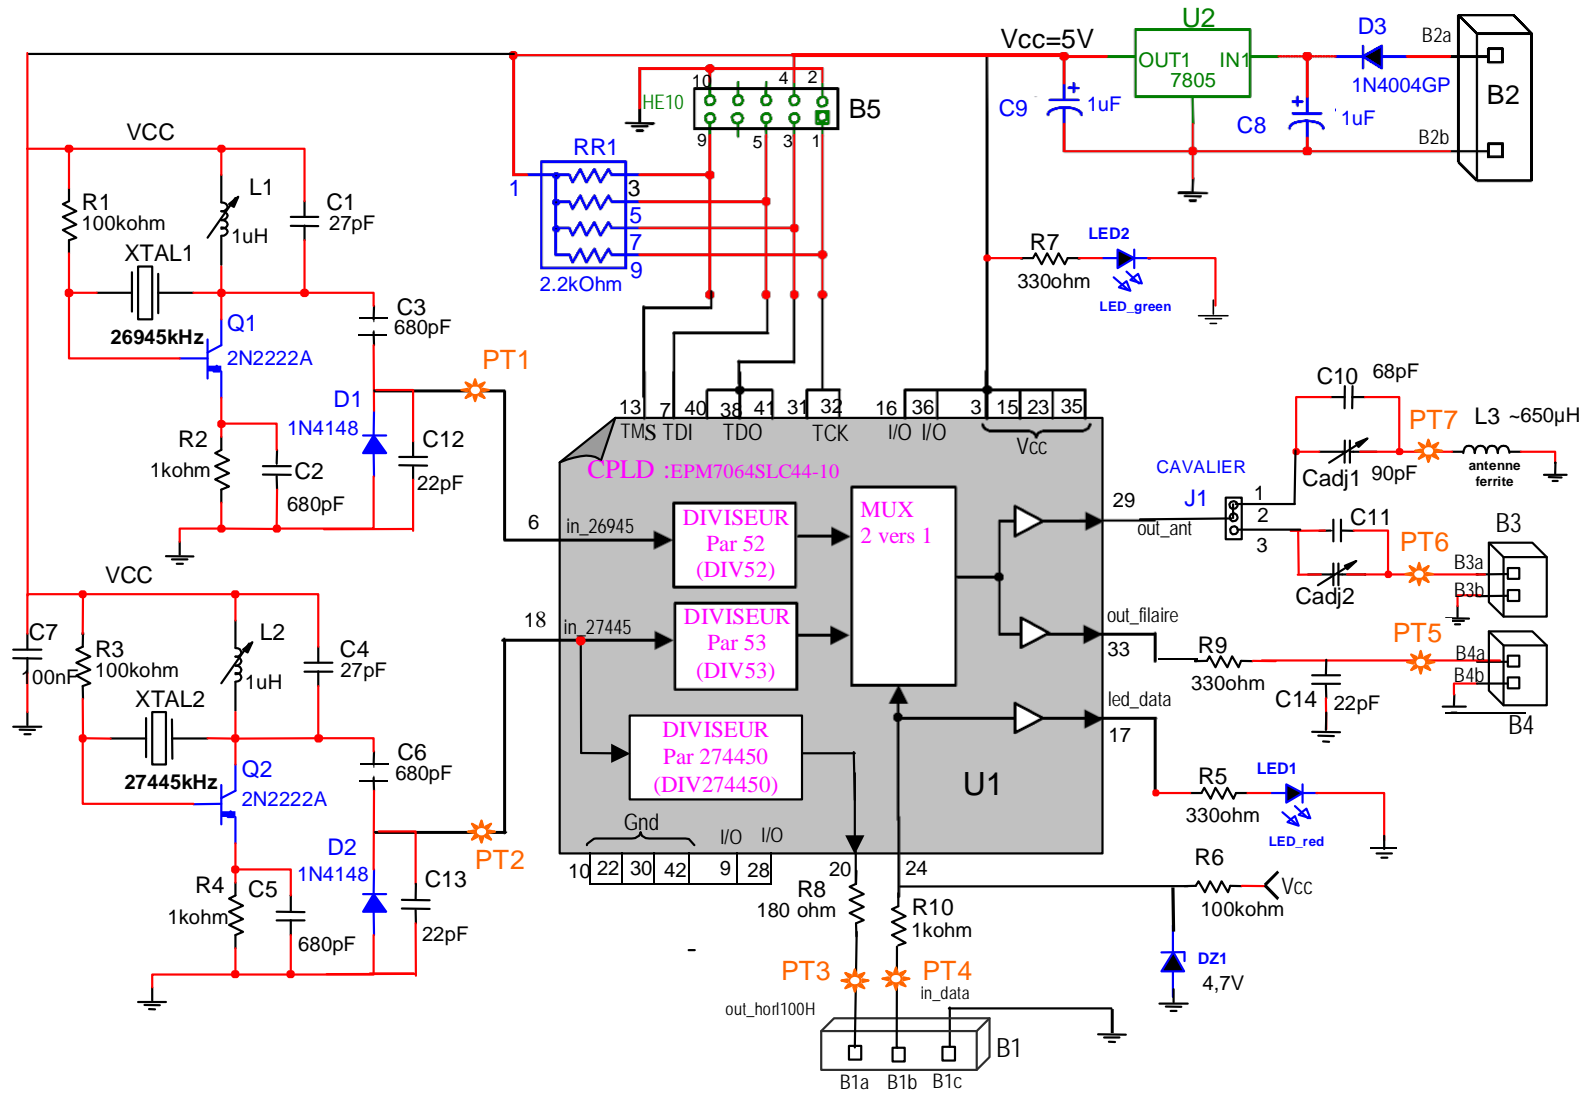 U2
D3
B2a
Vcc=5V
OUT1
IN1
7805
1N4004GP
B2
C9
1uF
C8
1uF
B2b
10
4
2
HE10
B5
9
5
3
1
VCC
RR1
1
3
5
7
9
2.2kOhm
R1
100kohm
L1
1uH
C1
27pF
XTAL1
26945kHz
C3
680pF
Q1
2N2222A
PT1
D1
1N4148
R2
1kohm
C2
680pF
C12
22pF
R7
330ohm
LED2
LED_green
13
7
40
38
41
31
32
16
36
3
15
23
35
TMS
TDI
TDO
TCK
I/O
I/O
Vcc
CPLD :EPM7064SLC44-10
C10
68pF
PT7
L3 ~650µH
Cadj1
90pF
antenne
ferrite
CAVALIER
J1
1
2
3
29
out_ant
6
in_26945
DIVISEUR
Par 52
(DIV52)
MUX
2 vers 1
C11
Cadj2
PT6
B3
B3a
B3b
VCC
18
in_27445
DIVISEUR
Par 53
(DIV53)
out_filaire
33
R9
330ohm
PT5
B4a
B4b
B4
C14
22pF
C7
100nF
R3
100kohm
L2
1uH
C4
27pF
XTAL2
27445kHz
C6
680pF
Q2
2N2222A
PT2
D2
1N4148
R4
1kohm
C5
680pF
C13
22pF
DIVISEUR
Par 274450
(DIV274450)
led_data
17
U1
R5
330ohm
LED1
LED_red
Gnd
I/O
I/O
10
22
30
42
9
28
20
24
R8
180 ohm
R10
1kohm
R6
100kohm
Vcc
DZ1
4,7V
PT3
PT4
in_data
out_horl100H
B1
B1a
B1b
B1c